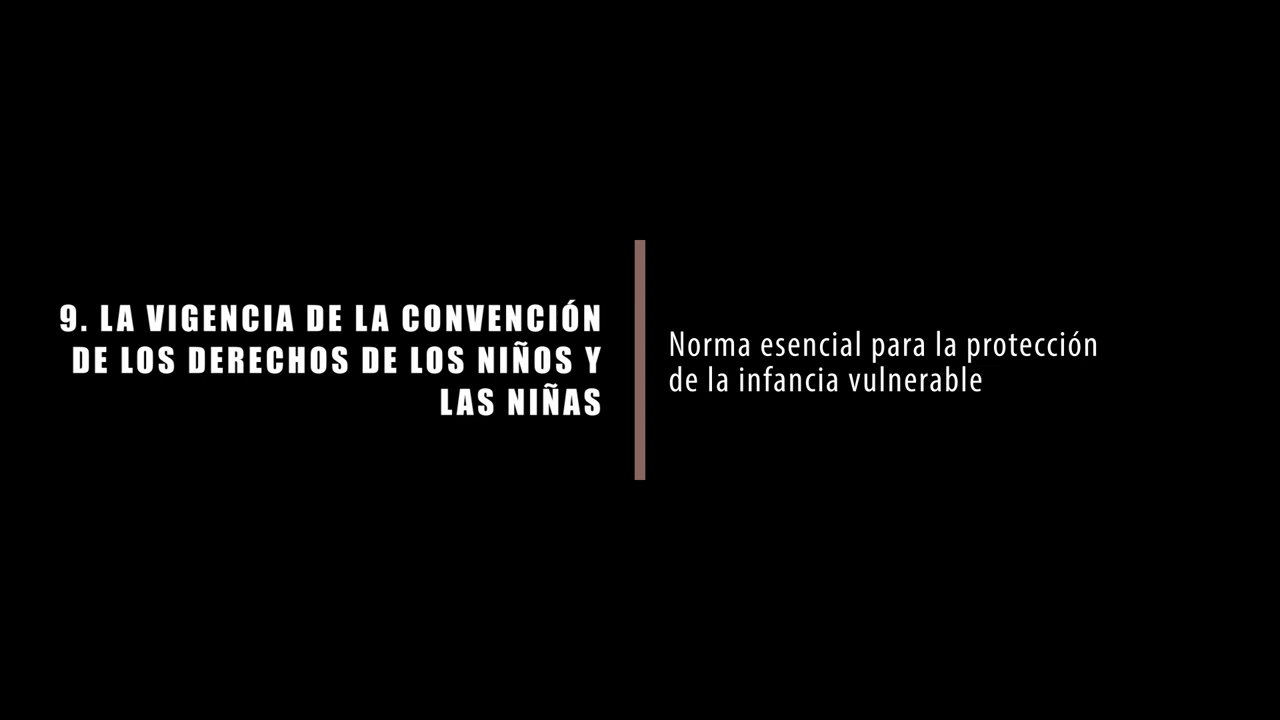 9. LA VIGENCIA DE LA CONVENCIÓN
DE LOS DERECHOS DE LOS NIÑOS Y
LAS NIÑAS
Norma esencial para la protección
de la infancia vulnerable